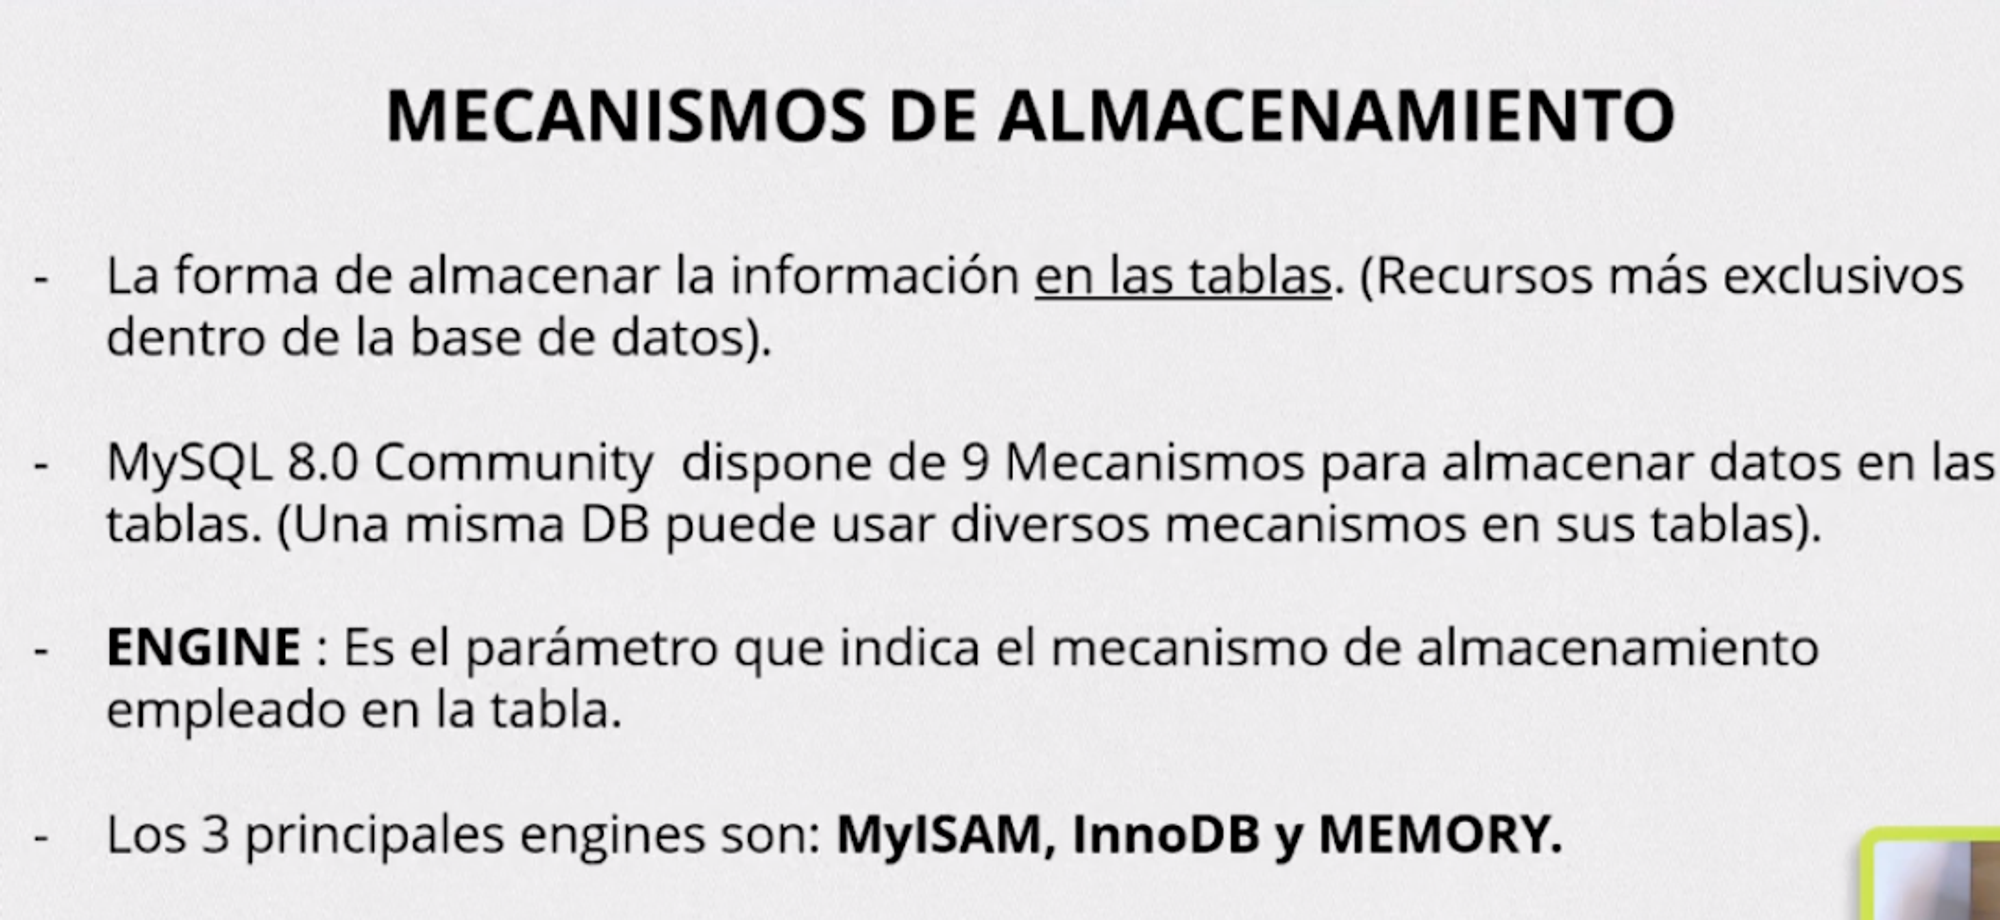 MECANISMOS DE ALMACENAMIENTO
- La forma de almacenar la información en las tablas. (Recursos más exclusivos
dentro de la base de datos).
- MySQL 8.0 Community  dispone de 9 Mecanismos para almacenar datos en las
tablas. (Una misma DB puede usar diversos mecanismos en sus tablas).
- ENGINE : Es el parámetro que indica el mecanismo de almacenamiento
empleado en la tabla.
- Los 3 principales engines son: MyISAM, InnoDB y MEMORY.